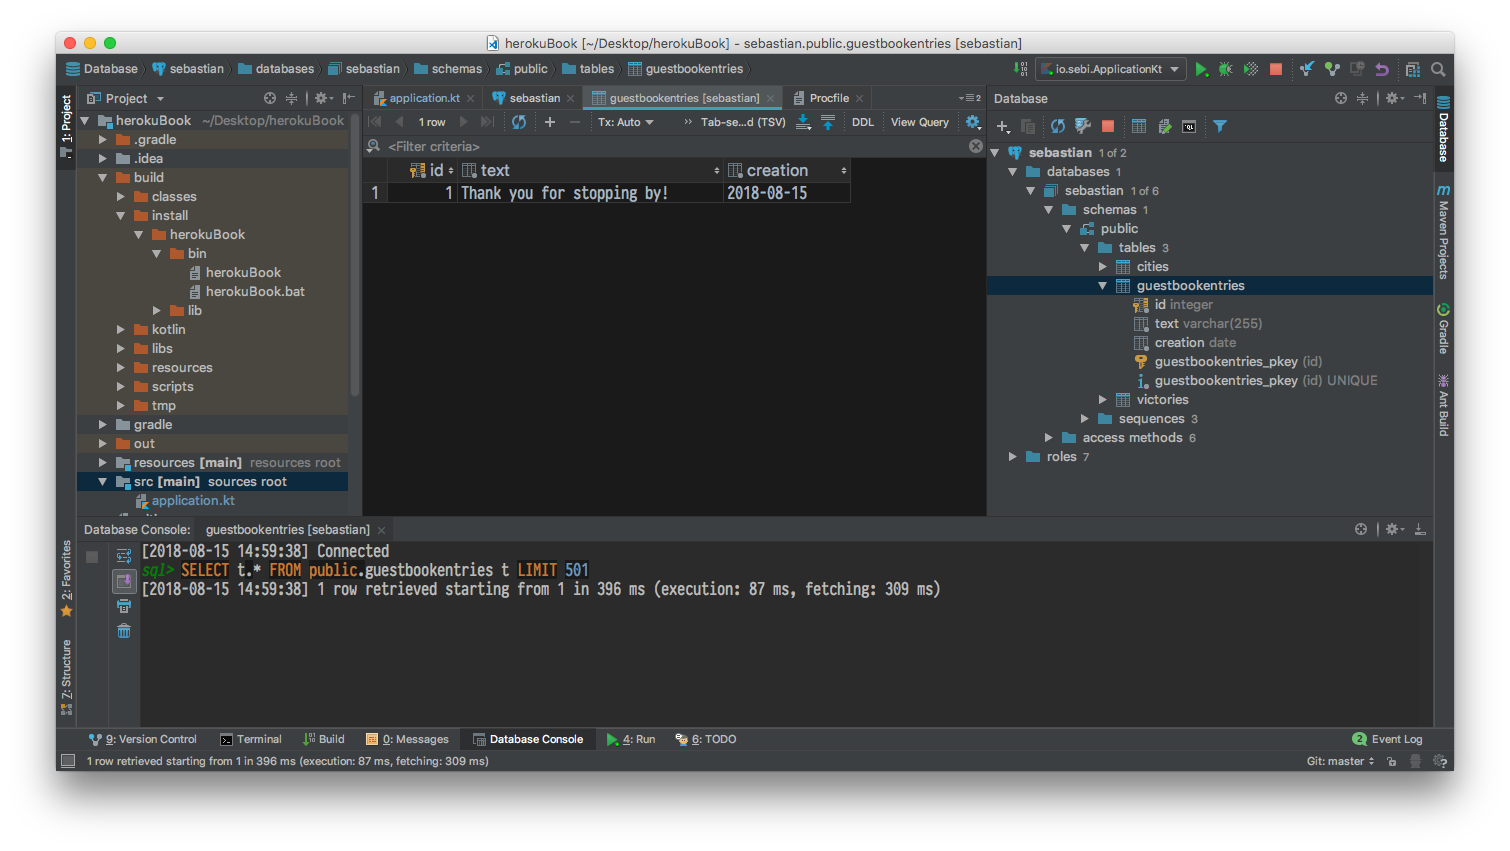 herokuBook [~/Desktop/herokuBook] - sebastian.public.guestbookentries [sebastian]
Database sebastian databases sebastian schemas public tables guestbookentries
io.sebi.ApplicationKt
1: Project
Project
herokuBook ~/Desktop/herokuBook
.gradle
.idea
build
classes
install
herokuBook
bin
herokuBook
herokuBook.bat
lib
kotlin
libs
resources
scripts
tmp
gradle
out
resources [main] resources root
src [main] sources root
application.kt
application.kt sebastian guestbookentries [sebastian] Procfile
1 row Tx: Auto Tab-se...d (TSV) DDL View Query
<Filter criteria>
id text creation
1 1 Thank you for stopping by! 2018-08-15
Database
sebastian 1 of 2
databases 1
sebastian 1 of 6
schemas 1
public
tables 3
cities
guestbookentries
id integer
text varchar(255)
creation date
guestbookentries_pkey (id)
guestbookentries_pkey (id) UNIQUE
victories
sequences 3
access methods 6
roles 7
Database
Maven Projects
Gradle
Ant Build
2: Favorites
7: Structure
Database Console: guestbookentries [sebastian]
[2018-08-15 14:59:38] Connected
sql> SELECT t.* FROM public.guestbookentries t LIMIT 501
[2018-08-15 14:59:38] 1 row retrieved starting from 1 in 396 ms (execution: 87 ms, fetching: 309 ms)
9: Version Control Terminal Build 0: Messages Database Console 4: Run 6: TODO 2 Event Log
1 row retrieved starting from 1 in 396 ms (execution: 87 ms, fetching: 309 ms) Git: master